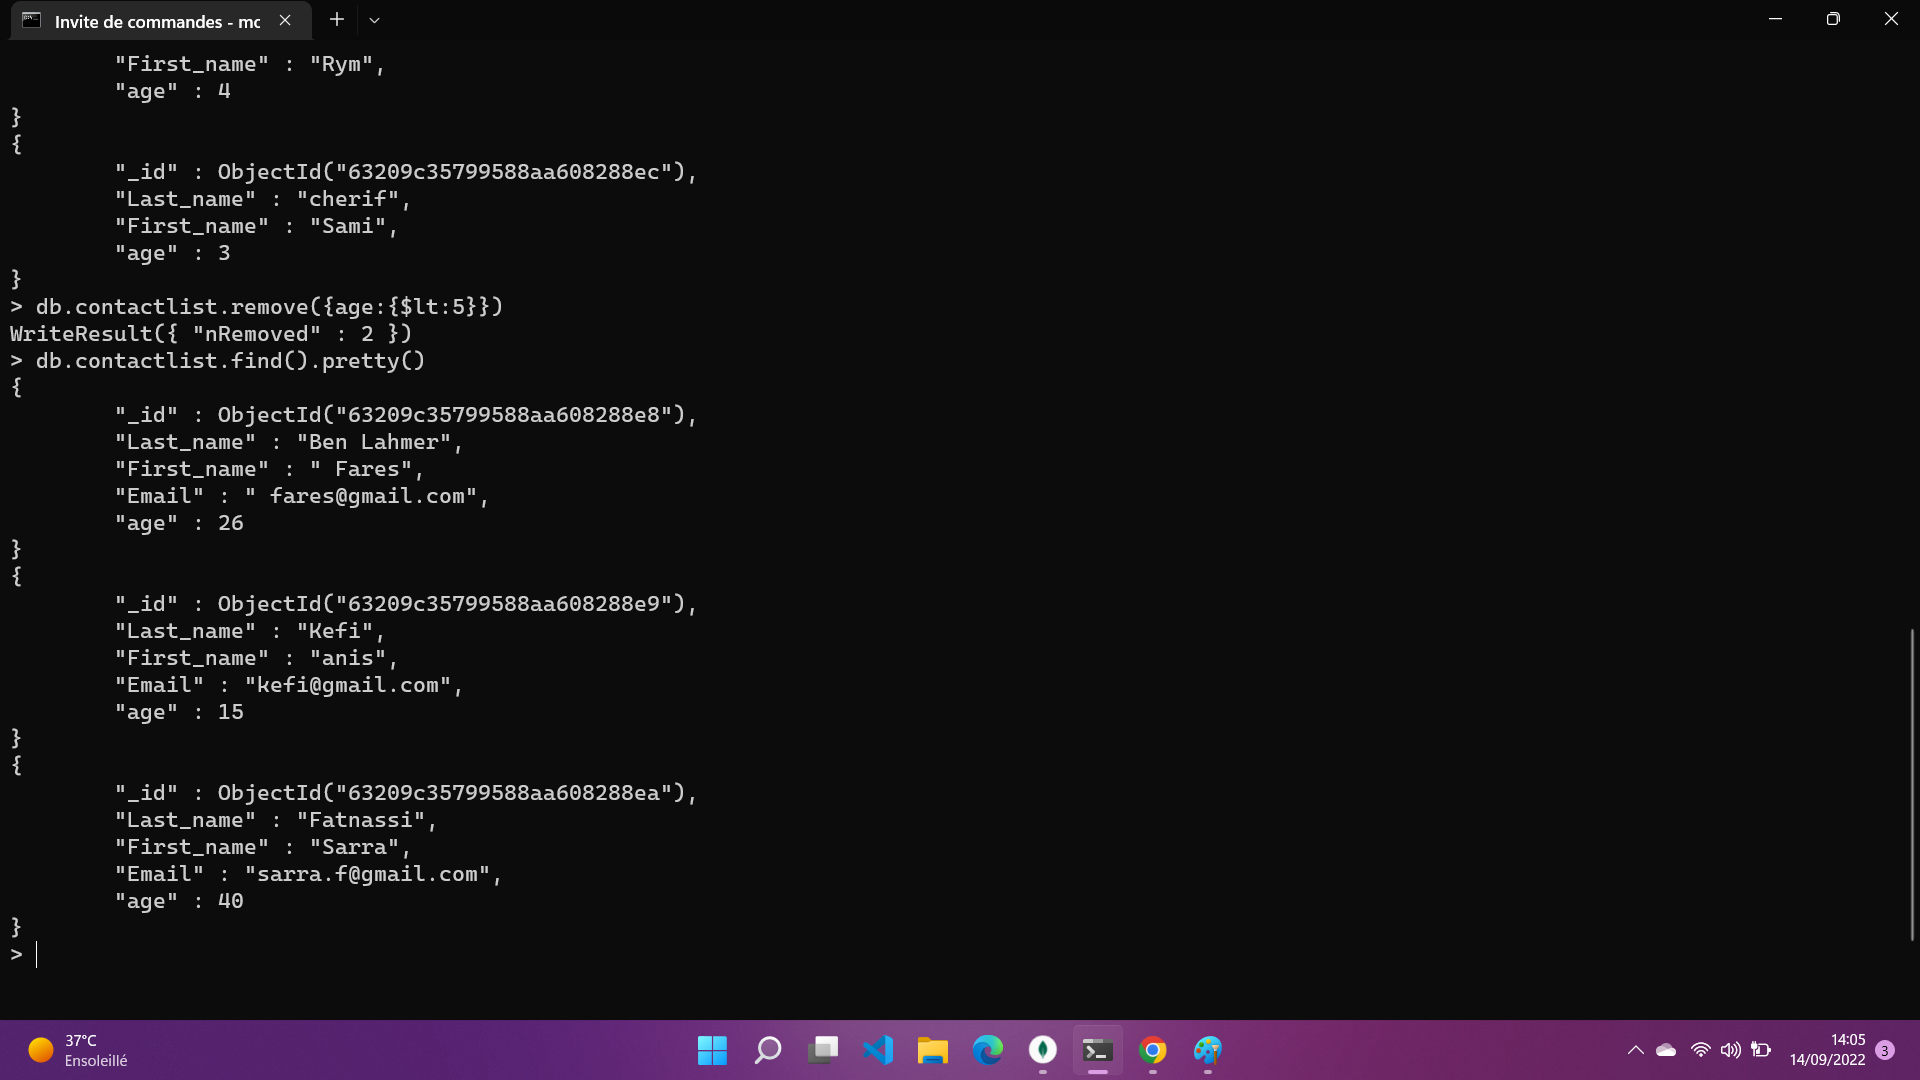 Invite de commandes - mc
"First_name" : "Rym",
"age" : 4
}
{
"_id" : ObjectId("63209c35799588aa608288ec"),
"Last_name" : "cherif",
"First_name" : "Sami",
"age" : 3
}
> db.contactlist.remove({age:{$lt:5}})
WriteResult({ "nRemoved" : 2 })
> db.contactlist.find().pretty()
{
"_id" : ObjectId("63209c35799588aa608288e8"),
"Last_name" : "Ben Lahmer",
"First_name" : " Fares",
"Email" : " fares@gmail.com",
"age" : 26
}
{
"_id" : ObjectId("63209c35799588aa608288e9"),
"Last_name" : "Kefi",
"First_name" : "anis",
"Email" : "kefi@gmail.com",
"age" : 15
}
{
"_id" : ObjectId("63209c35799588aa608288ea"),
"Last_name" : "Fatnassi",
"First_name" : "Sarra",
"Email" : "sarra.f@gmail.com",
"age" : 40
}
>
37°C
Ensoleillé
14:05
14/09/2022
3